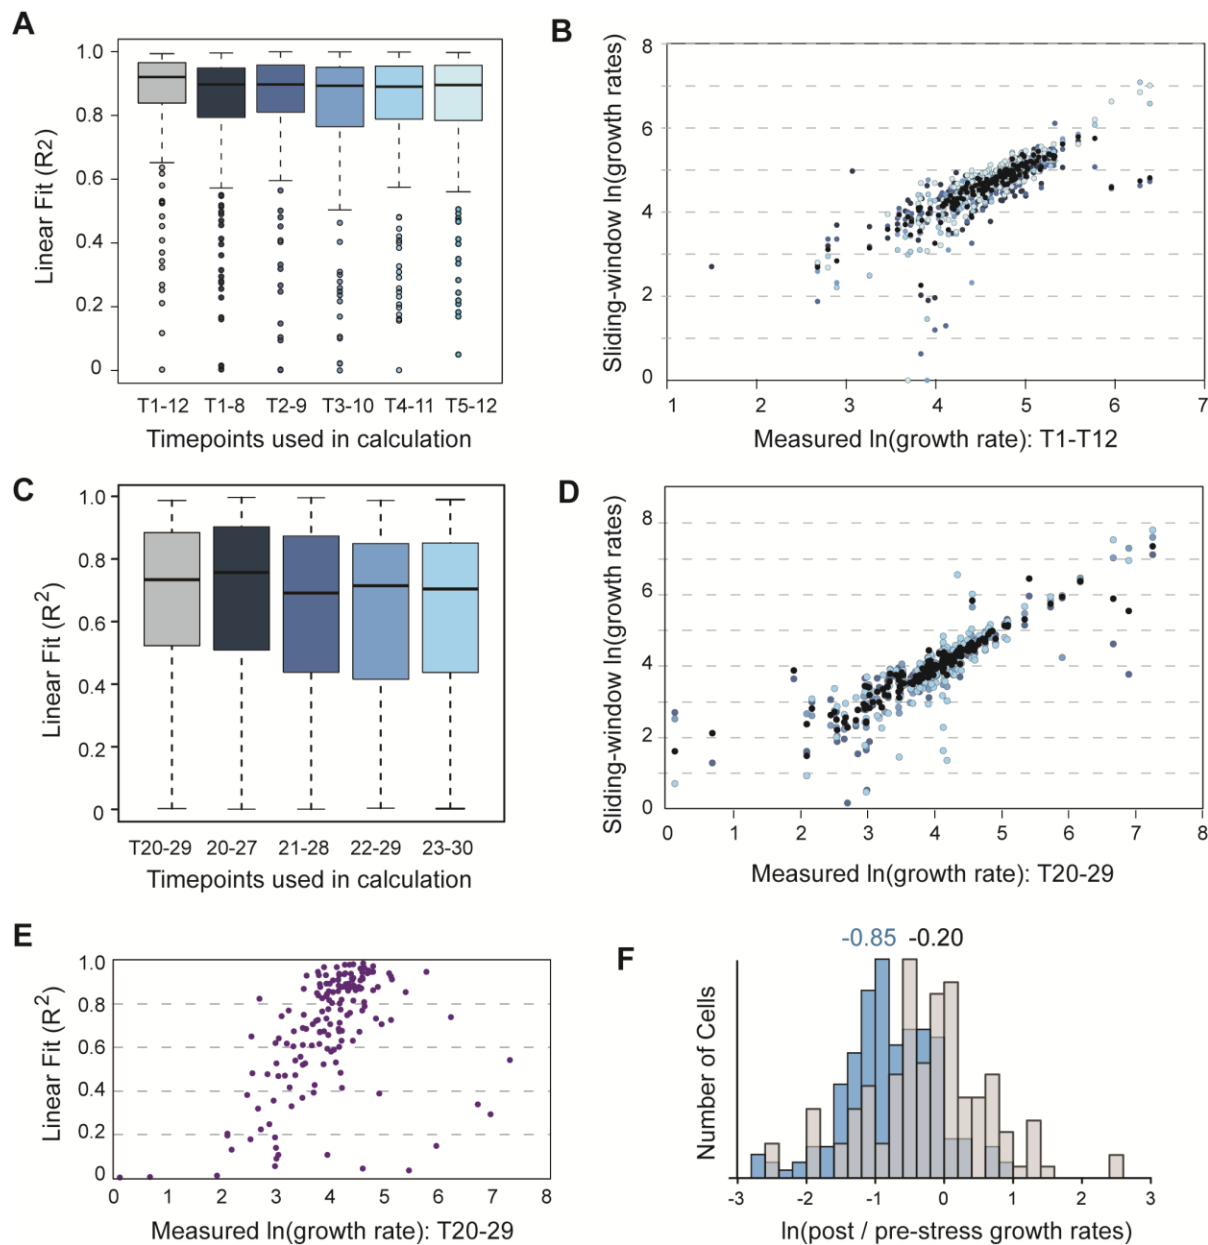 A
1.0
0.8
0.6
0.4
0.2
0
Linear Fit (R2)
T1-12 T1-8 T2-9 T3-10 T4-11 T5-12
Timepoints used in calculation
B
8
6
4
2
0
Sliding-window ln(growth rates)
1 2 3 4 5 6 7
Measured ln(growth rate): T1-T12
C
1.0
0.8
0.6
0.4
0.2
0
Linear Fit (R²)
T20-29 20-27 21-28 22-29 23-30
Timepoints used in calculation
D
8
6
4
2
0
Sliding-window ln(growth rates)
0 1 2 3 4 5 6 7 8
Measured ln(growth rate): T20-29
E
1.0
0.8
0.6
0.4
0.2
0
Linear Fit (R²)
0 1 2 3 4 5 6 7 8
Measured ln(growth rate): T20-29
F
-0.85 -0.20
Number of Cells
-3 -2 -1 0 1 2 3
ln(post / pre-stress growth rates)